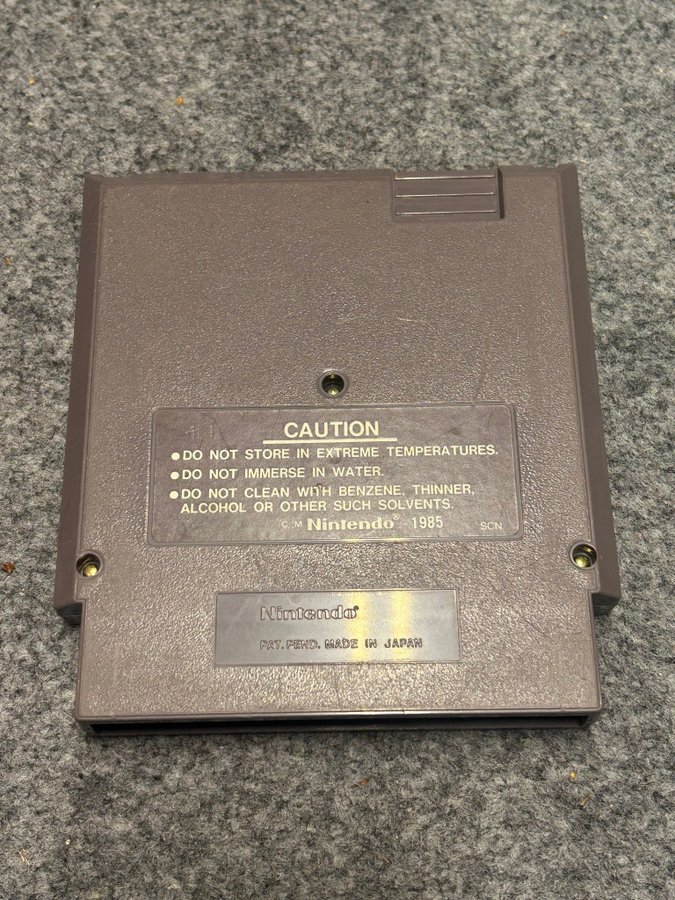 CAUTION
●DO NOT STORE IN EXTREME TEMPERATURES.
●DO NOT IMMERSE IN WATER.
●DO NOT CLEAN WITH BENZENE, THINNER,
ALCOHOL OR OTHER SUCH SOLVENTS.
C M Nintendo® 1985 SCN
Nintendo®
PAT. PEND. MADE IN JAPAN